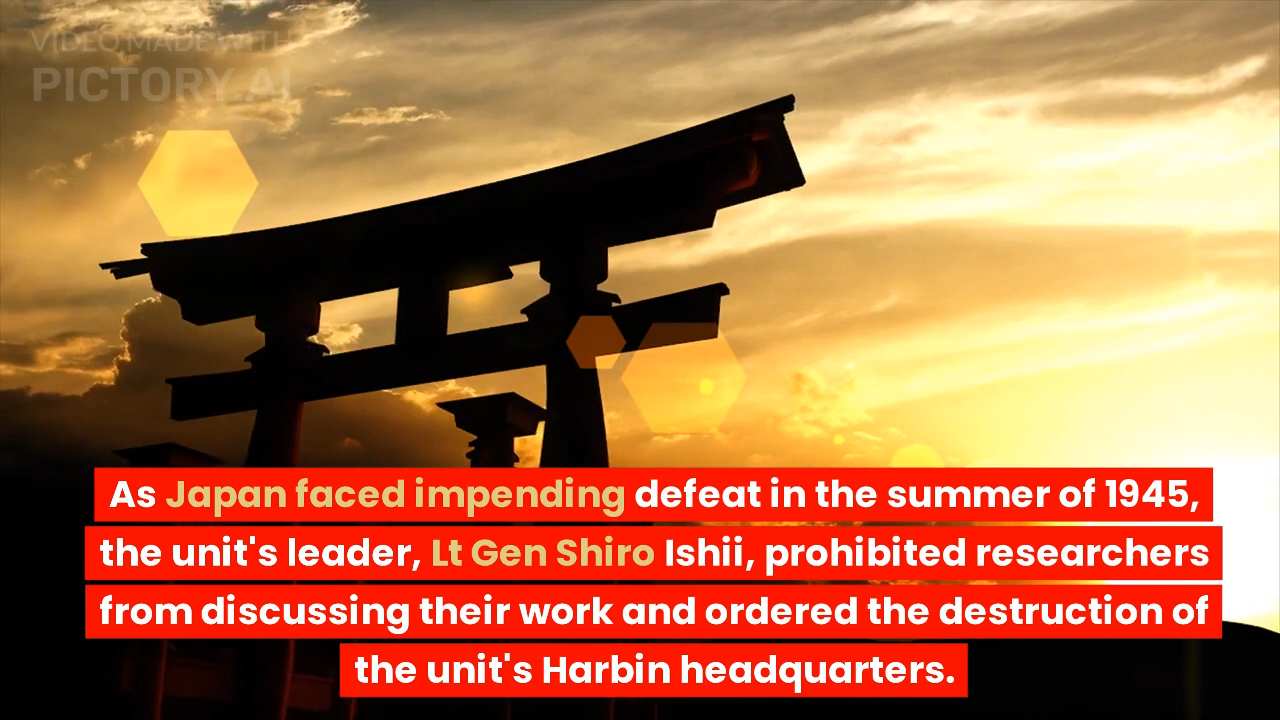 VIDEO MADE WITH
PICTORY.AI
As Japan faced impending defeat in the summer of 1945,
the unit's leader, Lt Gen Shiro Ishii, prohibited researchers
from discussing their work and ordered the destruction of
the unit's Harbin headquarters.